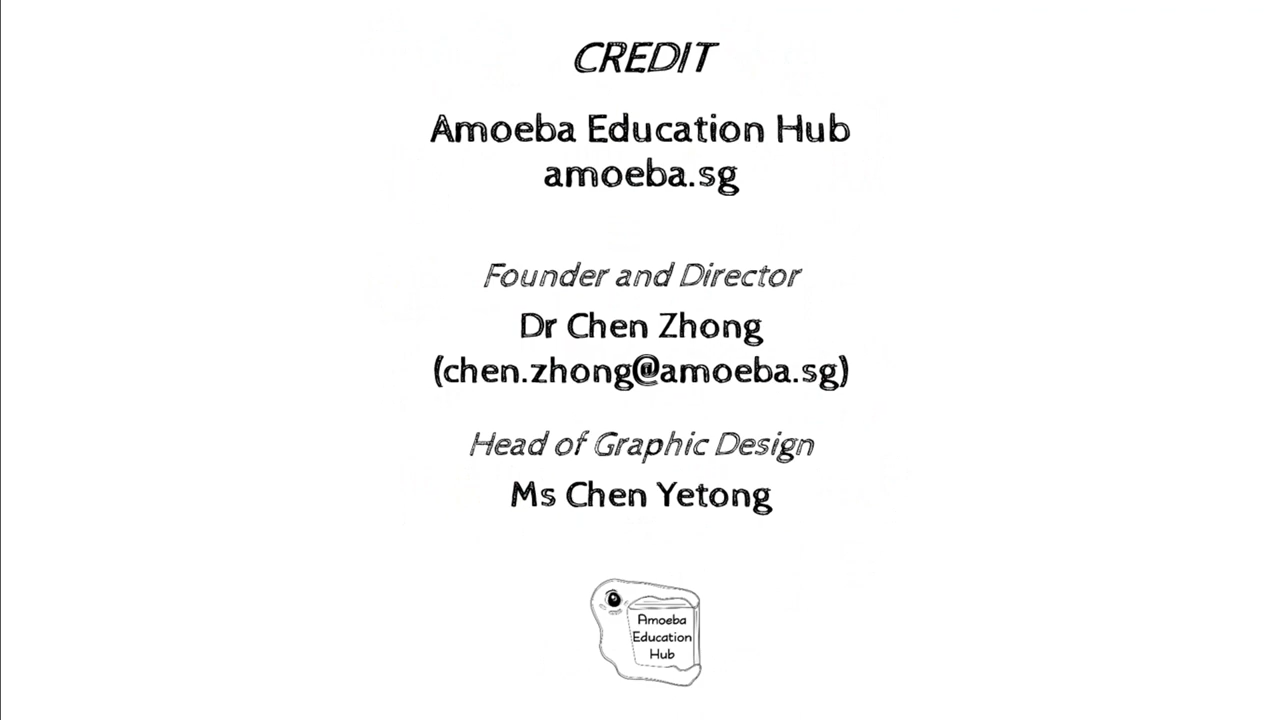 CREDIT
Amoeba Education Hub
amoeba.sg
Founder and Director
Dr Chen Zhong
(chen.zhong@amoeba.sg)
Head of Graphic Design
Ms Chen Yetong
Amoeba
Education
Hub